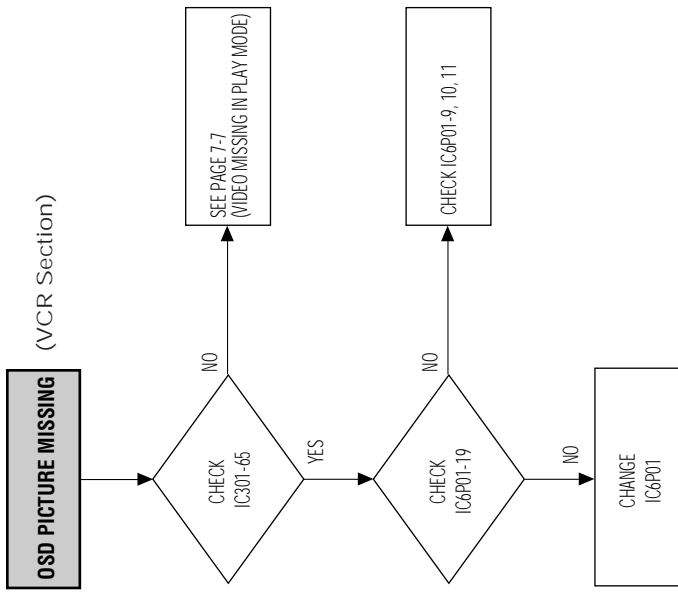 OSD PICTURE MISSING
(VCR Section)
CHECK
IC301-65
NO
SEE PAGE 7-7
(VIDEO MISSING IN PLAY MODE)
YES
CHECK
IC6P01-19
NO
CHECK IC6P01-9, 10, 11
NO
CHANGE
IC6P01